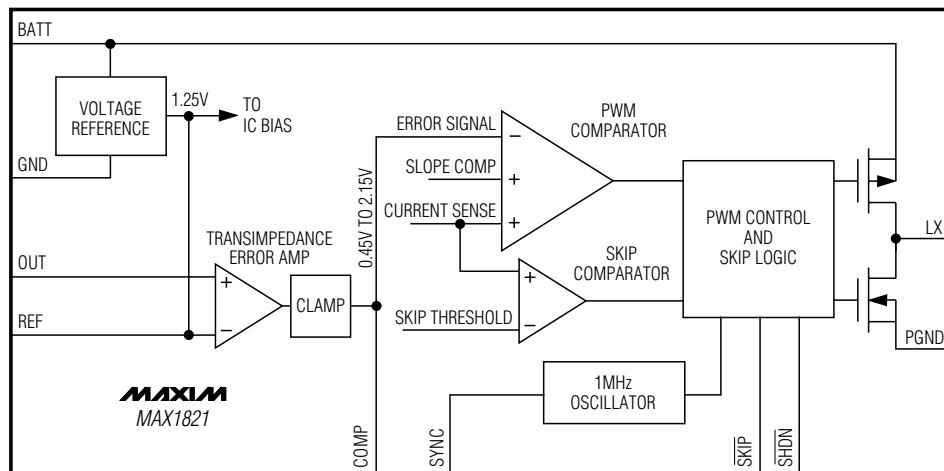 BATT
VOLTAGE
REFERENCE
1.25V
TO
IC BIAS
GND
OUT
REF
TRANSIMPEDANCE
ERROR AMP
CLAMP
0.45V TO 2.15V
ERROR SIGNAL
SLOPE COMP
CURRENT SENSE
SKIP THRESHOLD
PWM
COMPARATOR
SKIP
COMPARATOR
PWM CONTROL
AND
SKIP LOGIC
LX
PGND
1MHz
OSCILLATOR
MAXIM
MAX1821
COMP
SYNC
SKIP
SHDN
+
−
−
+
+
+
−